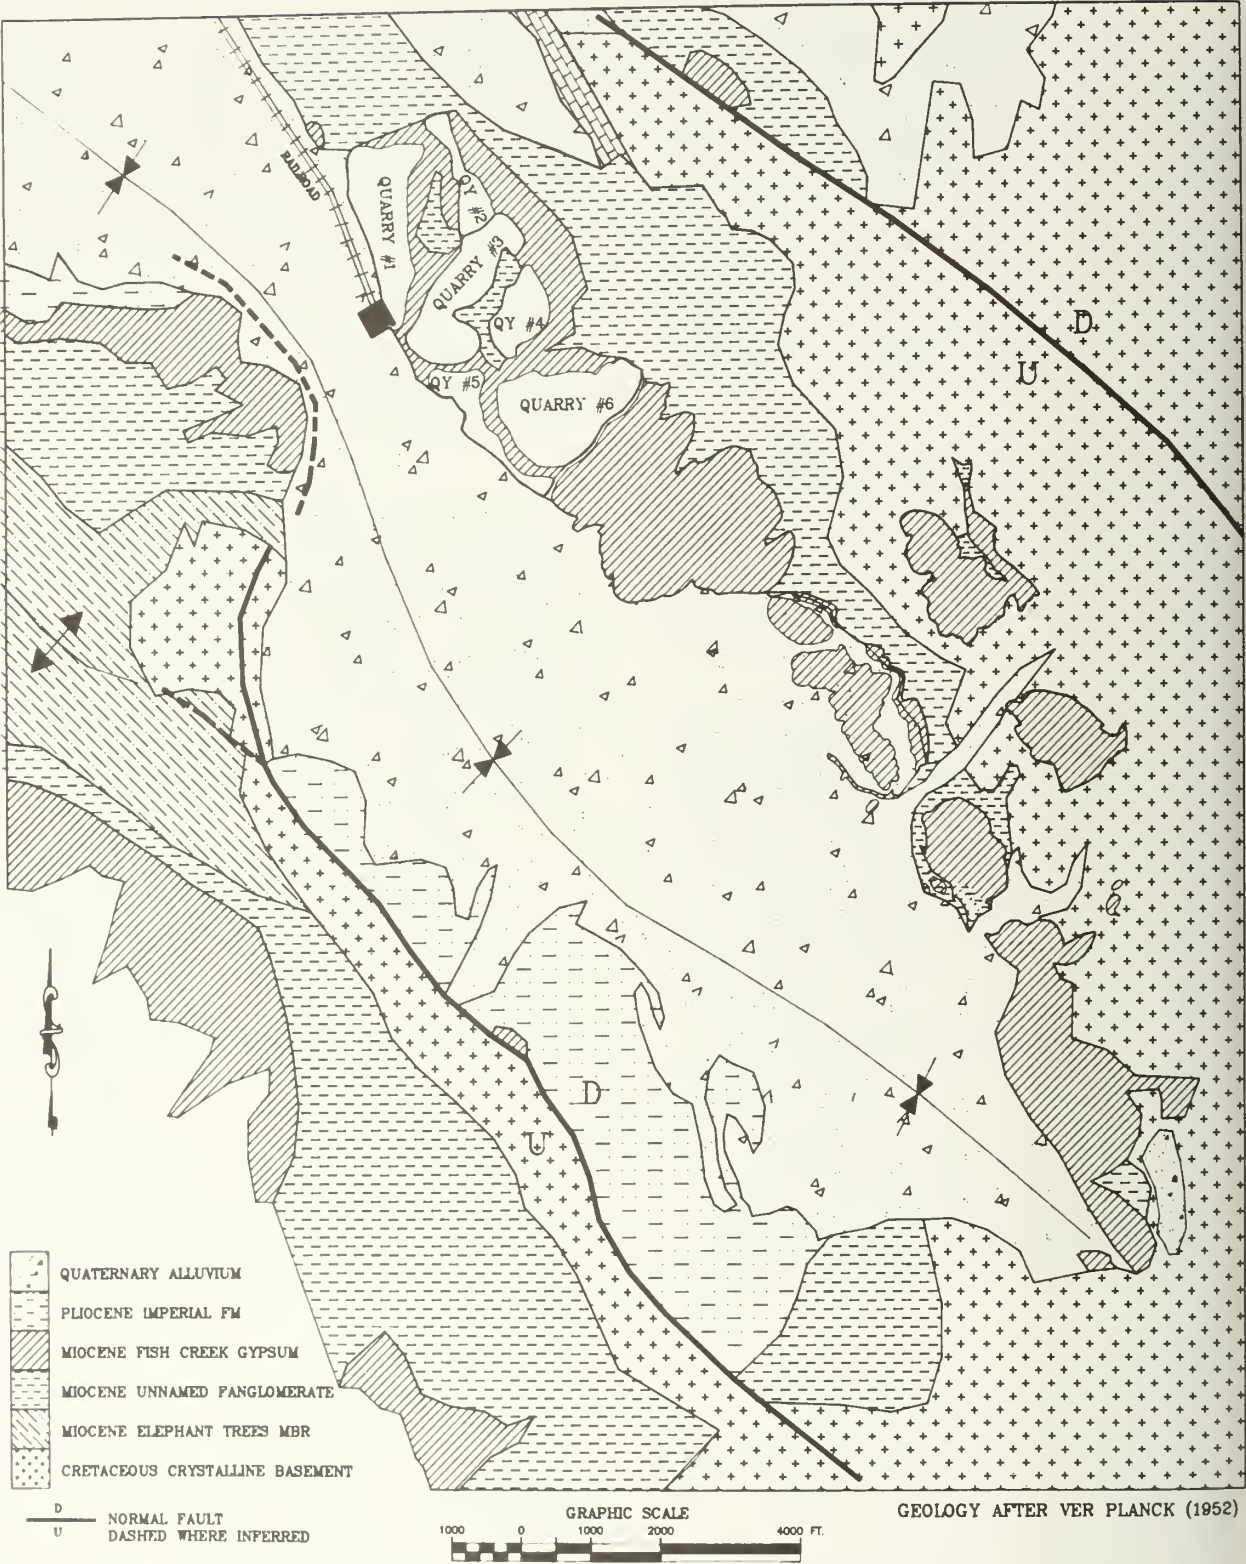 RAILROAD
QUARRY #1
QY #2
QUARRY #3
QY #4
QY #5
QUARRY #6
D
U
D
U
QUATERNARY ALLUVIUM
PLIOCENE IMPERIAL FM
MIOCENE FISH CREEK GYPSUM
MIOCENE UNNAMED FANGLOMERATE
MIOCENE ELEPHANT TREES MBR
CRETACEOUS CRYSTALLINE BASEMENT
D
U
NORMAL FAULT
DASHED WHERE INFERRED
GRAPHIC SCALE
1000 0 1000 2000 4000 FT.
GEOLOGY AFTER VER PLANCK (1952)